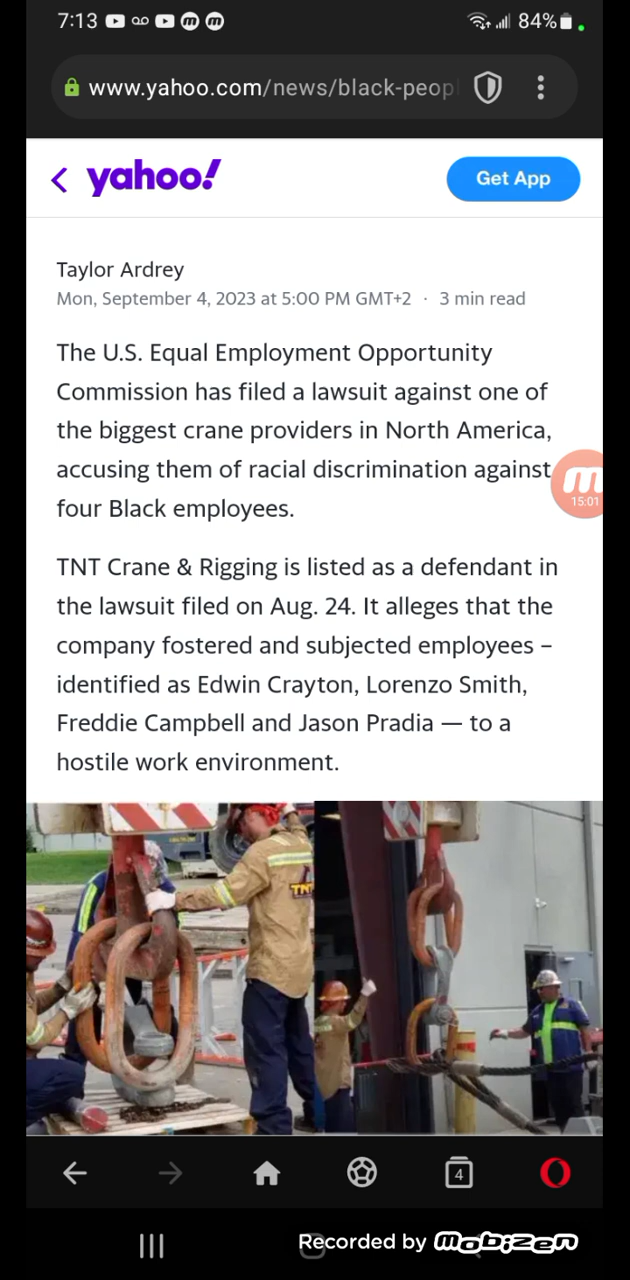 7:13
84%
www.yahoo.com/news/black-peopl
yahoo!
Get App
Taylor Ardrey
Mon, September 4, 2023 at 5:00 PM GMT+2 · 3 min read
The U.S. Equal Employment Opportunity
Commission has filed a lawsuit against one of
the biggest crane providers in North America,
accusing them of racial discrimination against
four Black employees.
15:01
TNT Crane & Rigging is listed as a defendant in
the lawsuit filed on Aug. 24. It alleges that the
company fostered and subjected employees –
identified as Edwin Crayton, Lorenzo Smith,
Freddie Campbell and Jason Pradia — to a
hostile work environment.
TNT
4
Recorded by Mobizen